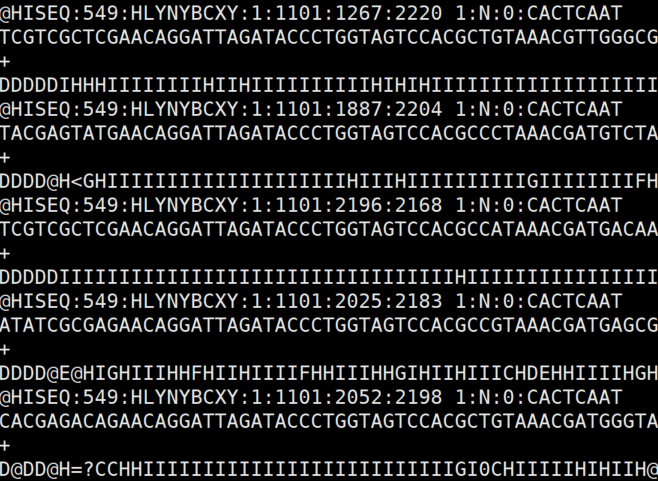 @HISEQ:549:HLYNYBCXY:1:1101:1267:2220 1:N:0:CACTCAAT
TCGTCGCTCGAACAGGATTAGATACCCTGGTAGTCCACGCTGTAAACGTTGGGCG
+
DDDDDIHHHIIIIIIIIHIIHIIIIIIIIIIHIHIHIIIIIIIIIIIIIIIIIII
@HISEQ:549:HLYNYBCXY:1:1101:1887:2204 1:N:0:CACTCAAT
TACGAGTATGAACAGGATTAGATACCCTGGTAGTCCACGCCCTAAACGATGTCTA
+
DDDD@H<GHIIIIIIIIIIIIIIIIIIIIHIIIHIIIIIIIIIIGIIIIIIIIFH
@HISEQ:549:HLYNYBCXY:1:1101:2196:2168 1:N:0:CACTCAAT
TCGTCGCTCGAACAGGATTAGATACCCTGGTAGTCCACGCCATAAACGATGACAA
+
DDDDDIIIIIIIIIIIIIIIIIIIIIIIIIIIIIIIIIHIIIIIIIIIIIIIIII
@HISEQ:549:HLYNYBCXY:1:1101:2025:2183 1:N:0:CACTCAAT
ATATCGCGAGAACAGGATTAGATACCCTGGTAGTCCACGCCGTAAACGATGAGCG
+
DDDD@E@HIGHIIIHHFHIIHIIIIFHHIIIHHGIHIIHIIICHDEHHIIIIHGH
@HISEQ:549:HLYNYBCXY:1:1101:2052:2198 1:N:0:CACTCAAT
CACGAGACAGAACAGGATTAGATACCCTGGTAGTCCACGCTGTAAACGATGGGTA
+
D@DD@H=?CCHHIIIIIIIIIIIIIIIIIIIIIIIIIIGI0CHIIIIIHIHIIH@